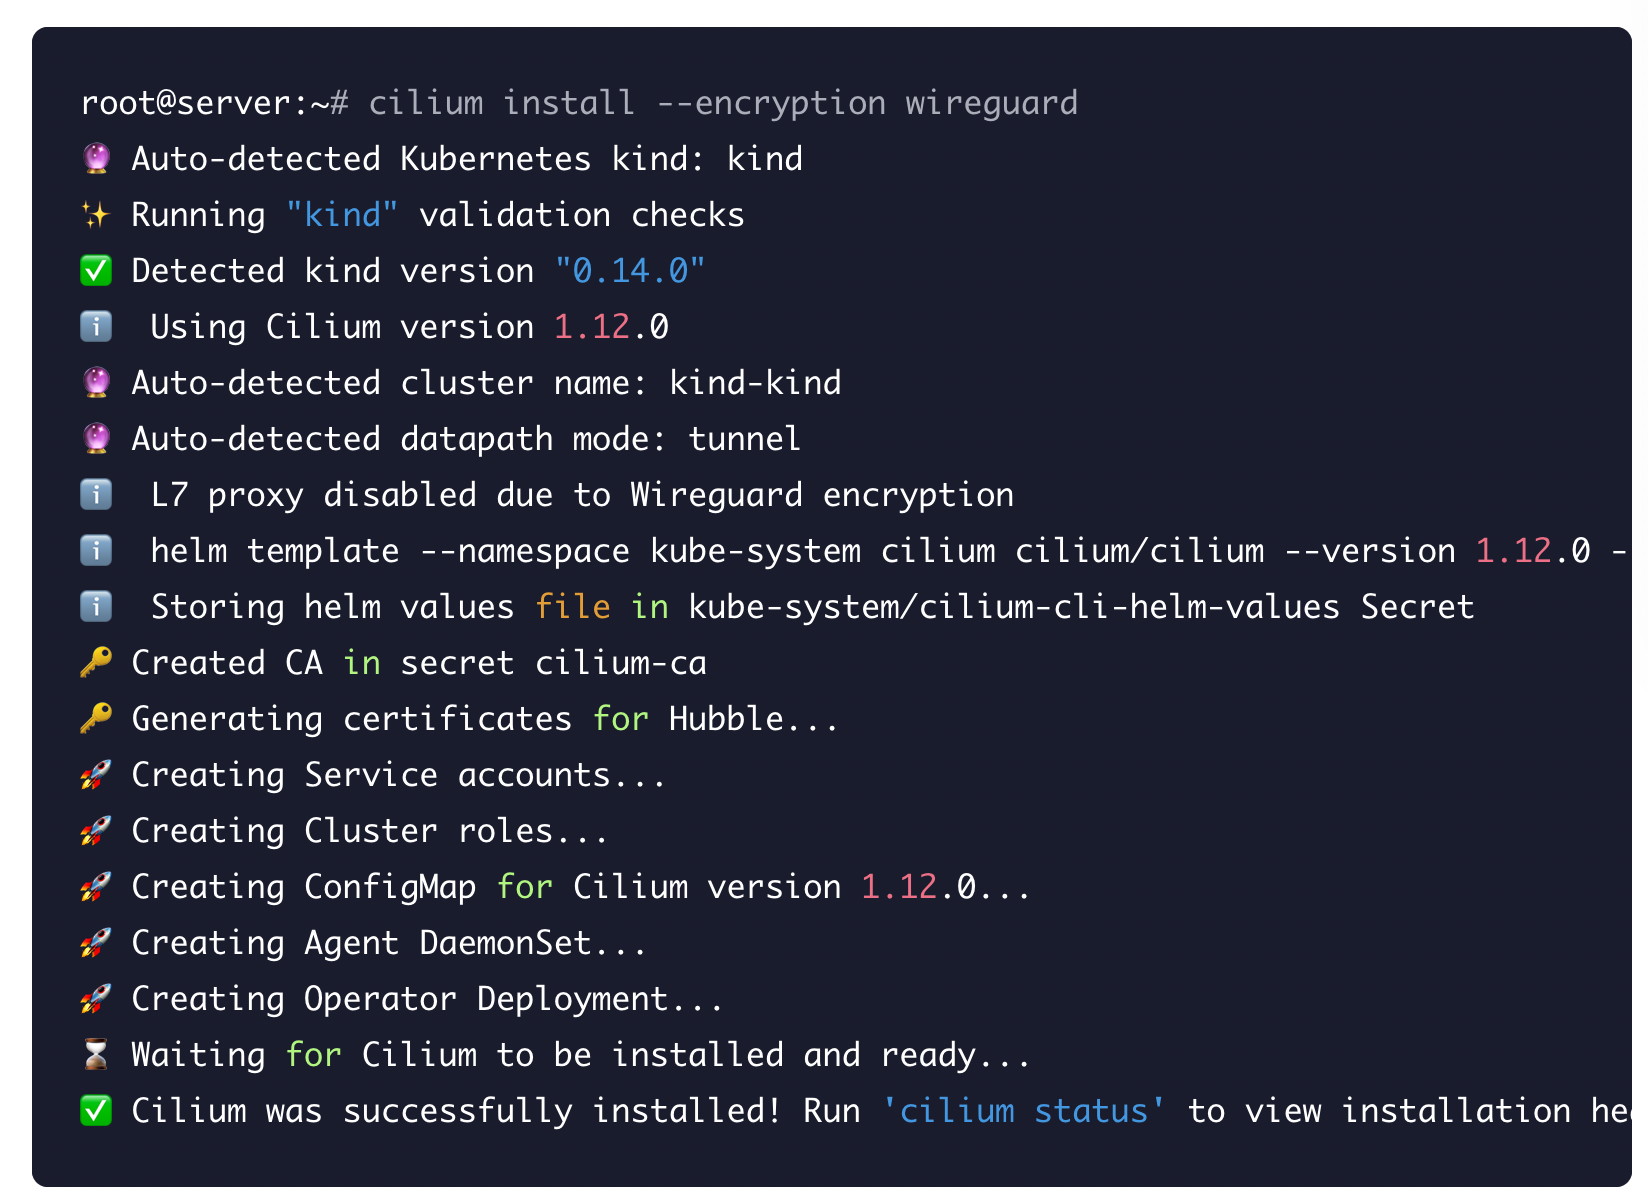 root@server:~# cilium install --encryption wireguard
🔮 Auto-detected Kubernetes kind: kind
✨ Running "kind" validation checks
✅ Detected kind version "0.14.0"
ℹ️  Using Cilium version 1.12.0
🔮 Auto-detected cluster name: kind-kind
🔮 Auto-detected datapath mode: tunnel
ℹ️  L7 proxy disabled due to Wireguard encryption
ℹ️  helm template --namespace kube-system cilium cilium/cilium --version 1.12.0 -
ℹ️  Storing helm values file in kube-system/cilium-cli-helm-values Secret
🔑 Created CA in secret cilium-ca
🔑 Generating certificates for Hubble...
🚀 Creating Service accounts...
🚀 Creating Cluster roles...
🚀 Creating ConfigMap for Cilium version 1.12.0...
🚀 Creating Agent DaemonSet...
🚀 Creating Operator Deployment...
⌛ Waiting for Cilium to be installed and ready...
✅ Cilium was successfully installed! Run 'cilium status' to view installation